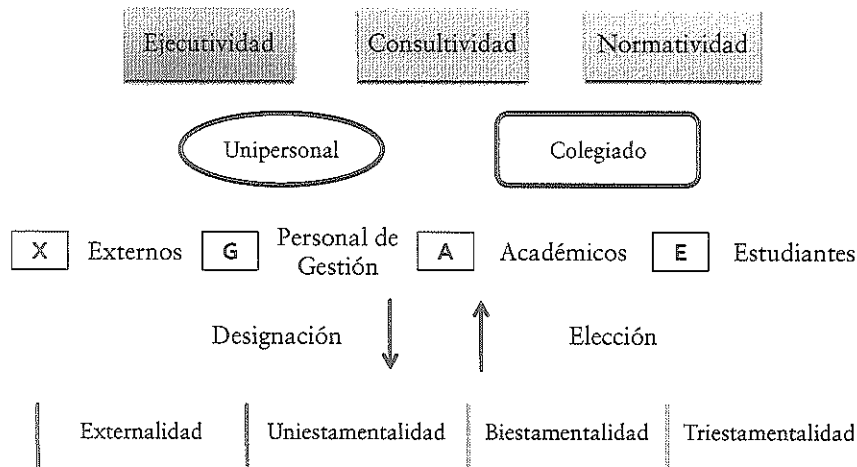 Ejecutividad Consultividad Normatividad
Unipersonal Colegiado
X Externos G Personal de Gestión A Académicos E Estudiantes
Designación Elección
Externalidad Uniestamentalidad Biestamentalidad Triestamentalidad